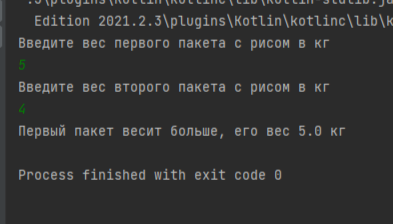 .3\plugins\Kotlin\kotlinc\lib\kotlin-stdlib.ja
Edition 2021.2.3\plugins\Kotlin\kotlinc\lib\k
Введите вес первого пакета с рисом в кг
5
Введите вес второго пакета с рисом в кг
4
Первый пакет весит больше, его вес 5.0 кг
Process finished with exit code 0